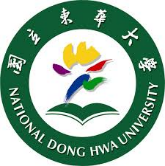 國立東華大學
NATIONAL DONG HWA UNIVERSITY